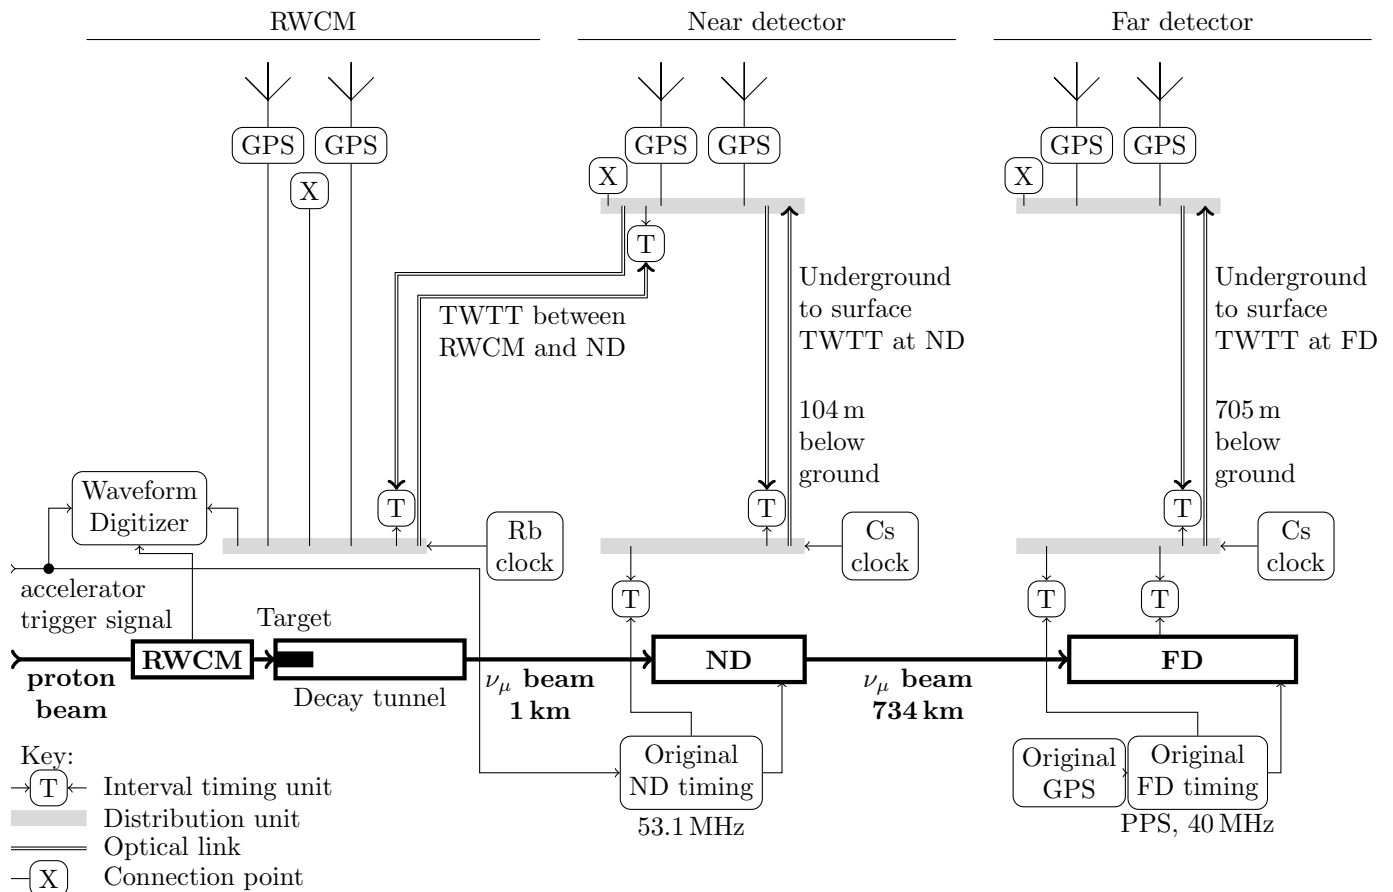 RWCM
Near detector
Far detector
GPS
GPS
GPS
GPS
GPS
GPS
X
X
X
T
TWTT between
RWCM and ND
Underground
to surface
TWTT at ND
Underground
to surface
TWTT at FD
104 m
below
ground
705 m
below
ground
Waveform
Digitizer
T
T
T
Rb
clock
Cs
clock
Cs
clock
accelerator
trigger signal
T
T
T
Target
RWCM
ND
FD
proton
beam
Decay tunnel
νμ beam
1 km
νμ beam
734 km
Original
ND timing
53.1 MHz
Original
GPS
Original
FD timing
PPS, 40 MHz
Key:
T
Interval timing unit
Distribution unit
Optical link
X
Connection point